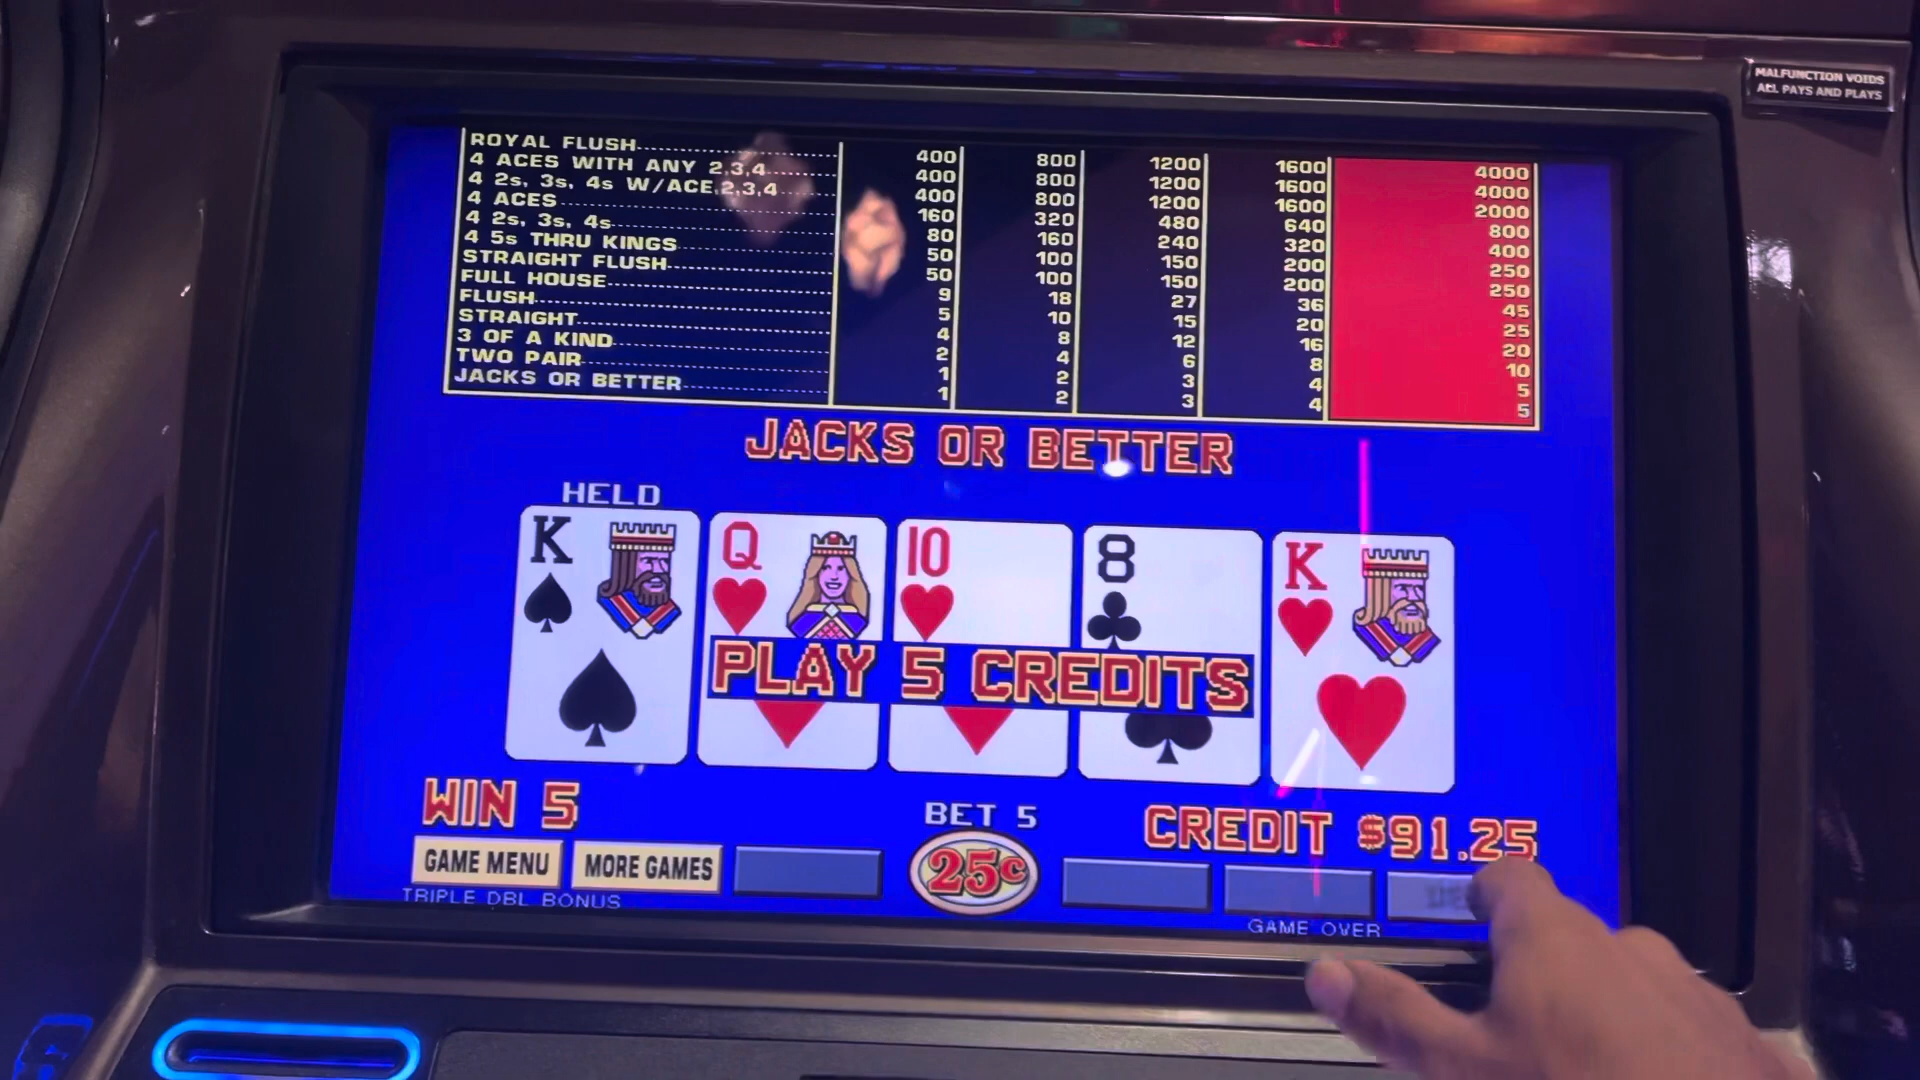 MALFUNCTION VOIDS
ALL PAYS AND PLAYS
ROYAL FLUSH 400 800 1200 1600 4000
4 ACES WITH ANY 2,3,4 400 800 1200 1600 4000
4 2s, 3s, 4s W/ACE,2,3,4 400 800 1200 1600 2000
4 ACES 160 320 480 640 800
4 2s, 3s, 4s 80 160 240 320 400
4 5s THRU KINGS 50 100 150 200 250
STRAIGHT FLUSH 50 100 150 200 250
FULL HOUSE 9 18 27 36 45
FLUSH 5 10 15 20 25
STRAIGHT 4 8 12 16 20
3 OF A KIND 2 4 6 8 10
TWO PAIR 1 2 3 4 5
JACKS OR BETTER 1 2 3 4 5
JACKS OR BETTER
HELD
K Q 10 8 K
PLAY 5 CREDITS
WIN 5 BET 5 CREDIT $91.25
GAME MENU MORE GAMES 25¢
TRIPLE DBL BONUS GAME OVER